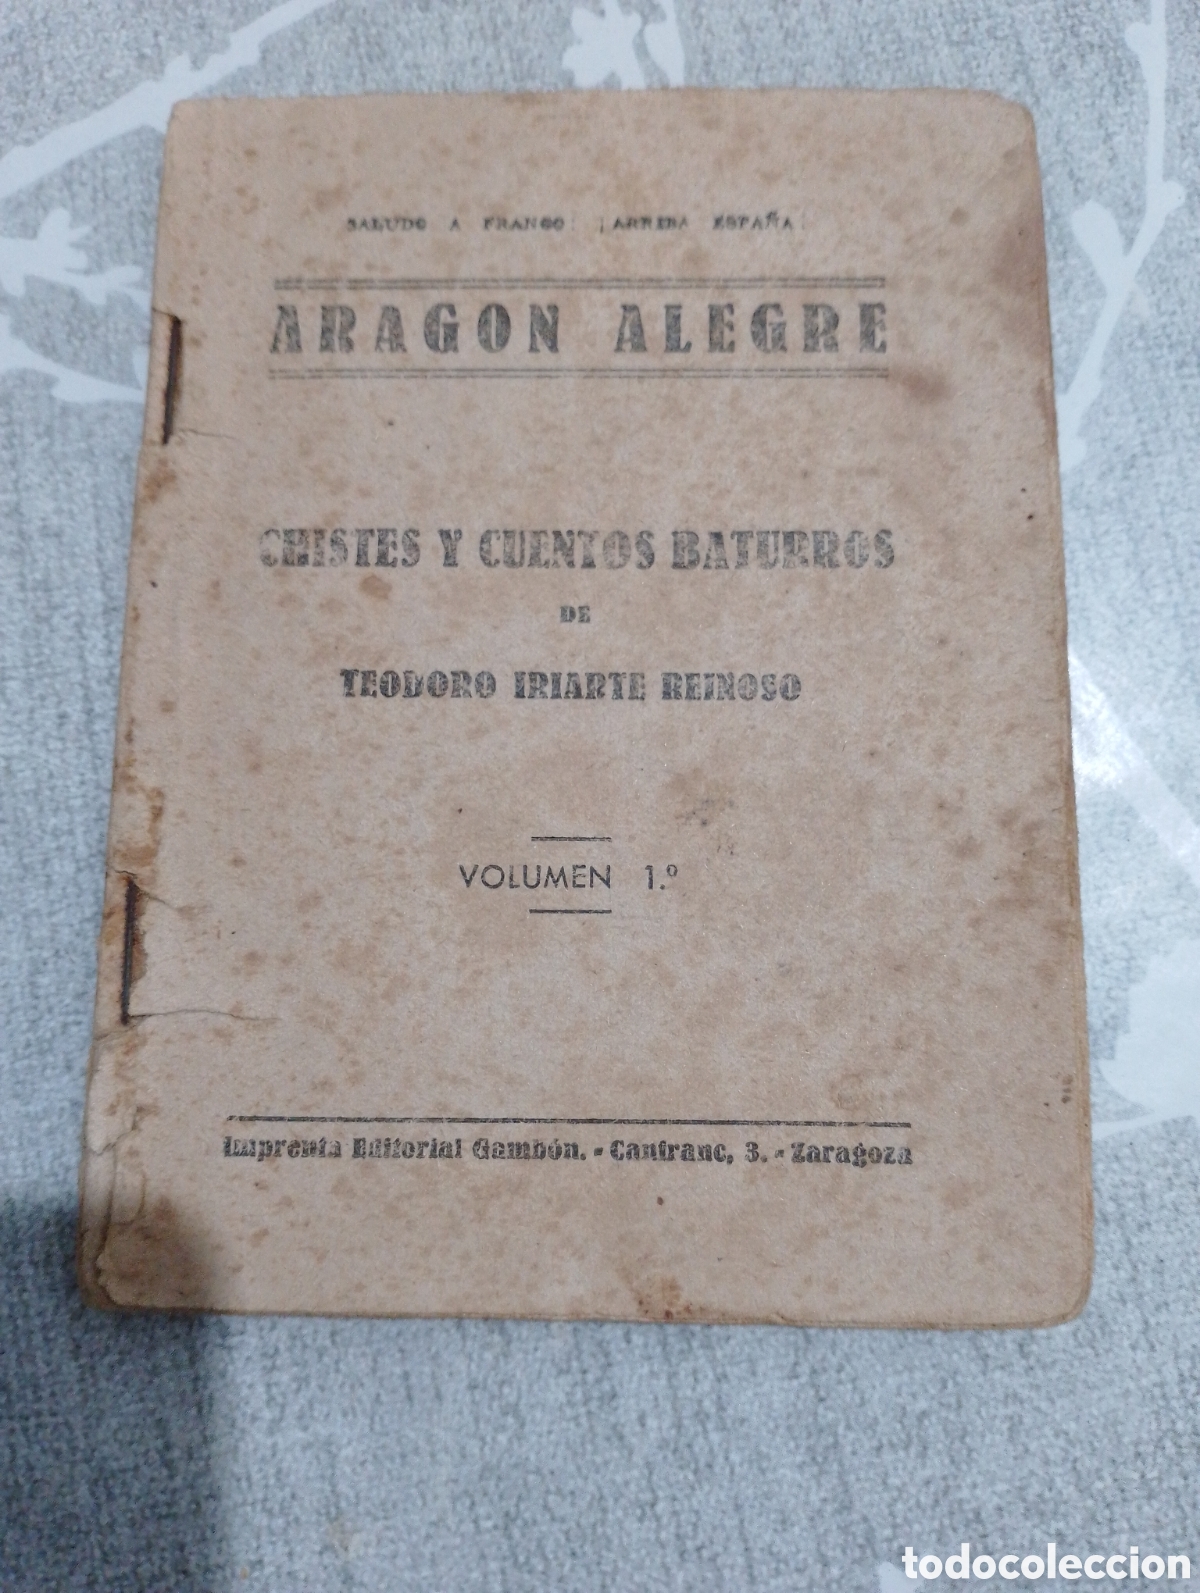 SALUDO A FRANCO! ¡ARRIBA ESPAÑA!
ARAGON ALEGRE
CHISTES Y CUENTOS BATURROS
DE
TEODORO IRIARTE REINOSO
VOLUMEN 1.º
Imprenta Editorial Gambón. - Canfranc, 3. - Zaragoza
todocoleccion